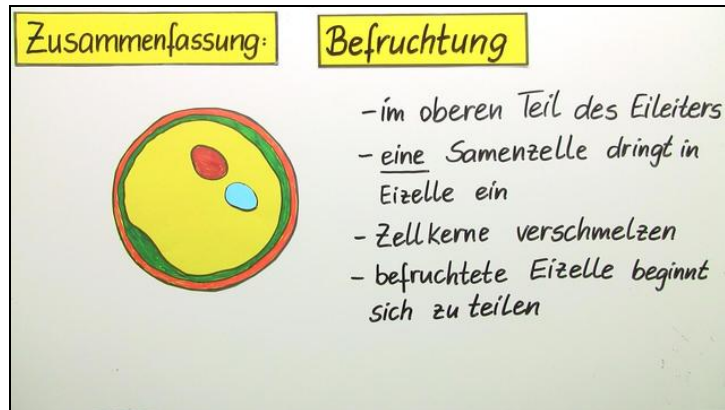 Zusammenfassung:
Befruchtung
- im oberen Teil des Eileiters
- eine Samenzelle dringt in
Eizelle ein
- Zellkerne verschmelzen
- befruchtete Eizelle beginnt
sich zu teilen